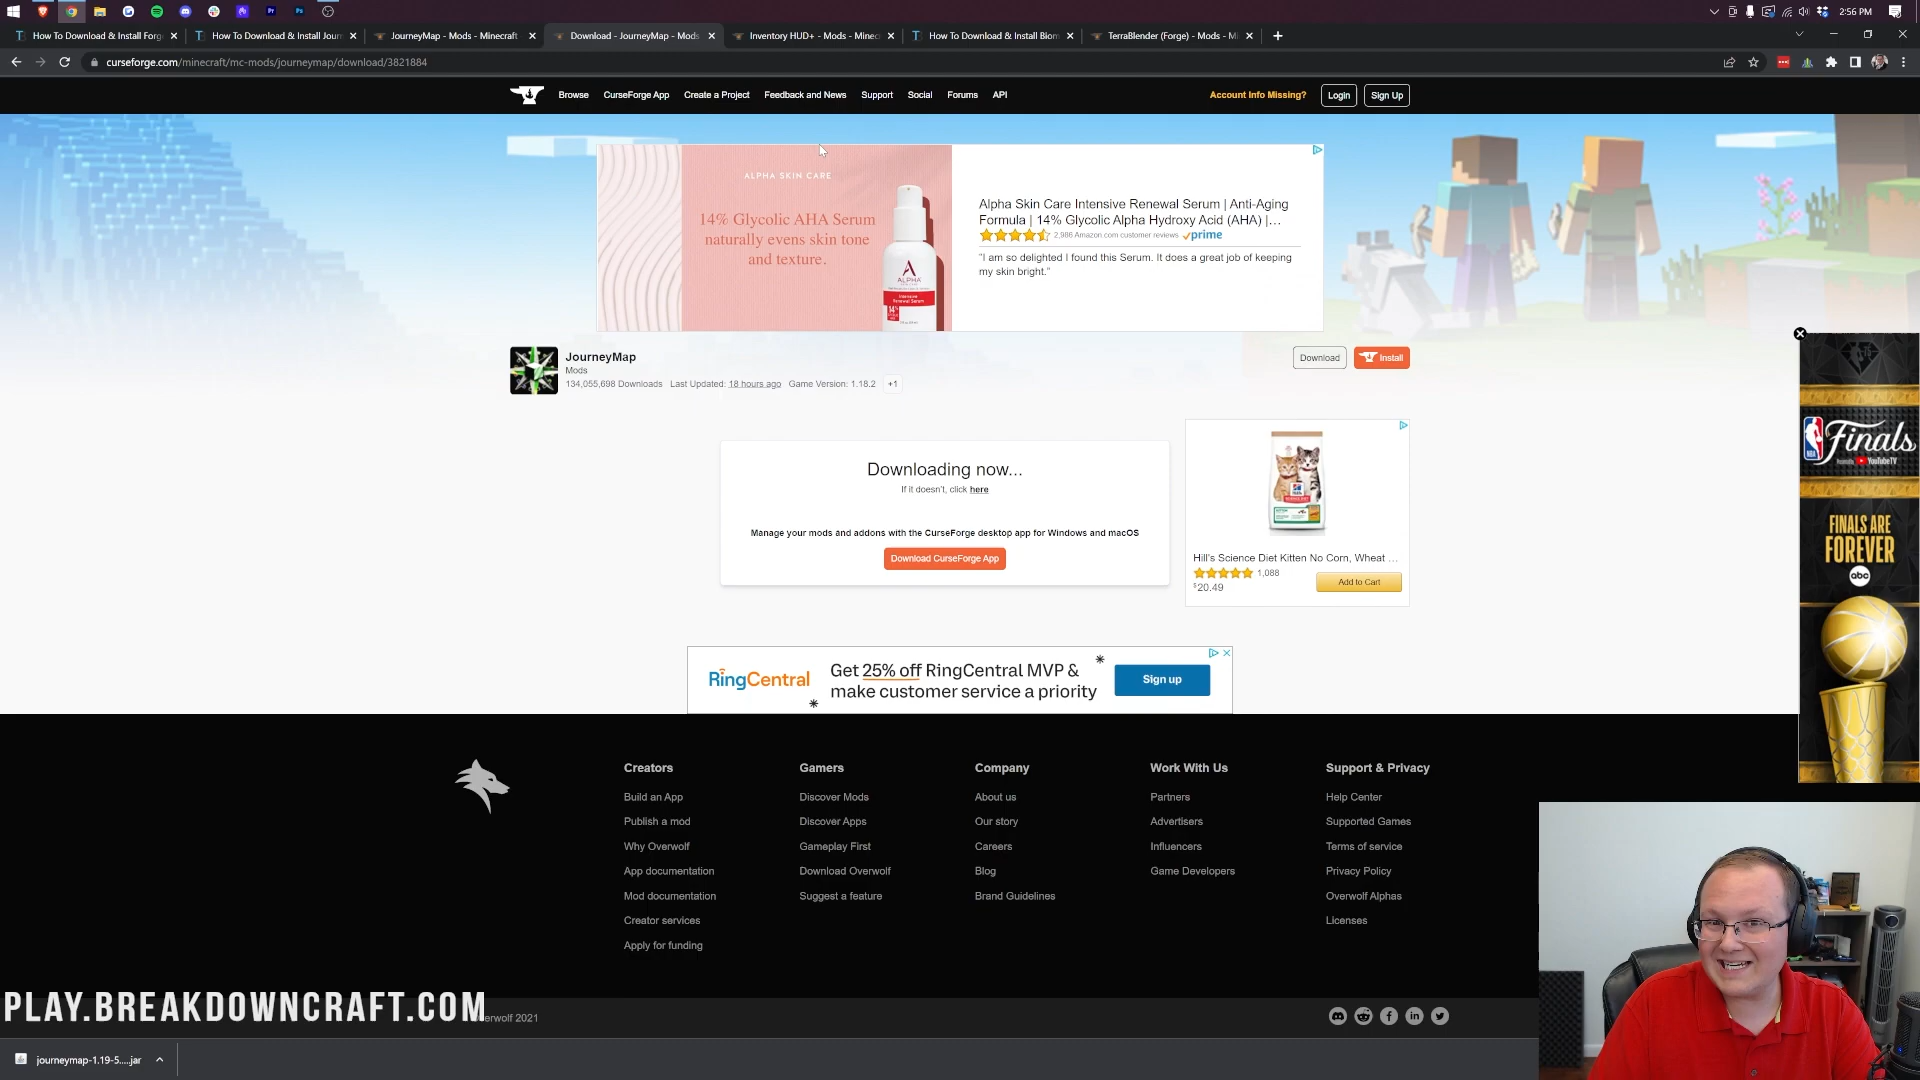 2:56 PM
How To Download & Install Forg
How To Download & Install Jour
JourneyMap - Mods - Minecraft
Download - JourneyMap - Mods
Inventory HUD+ - Mods - Minec
How To Download & Install Biom
TerraBlender (Forge) - Mods - Mi
curseforge.com/minecraft/mc-mods/journeymap/download/3821884
Browse
CurseForge App
Create a Project
Feedback and News
Support
Social
Forums
API
Account Info Missing?
Login
Sign Up
ALPHA SKIN CARE
14% Glycolic AHA Serum
naturally evens skin tone
and texture.
ALPHA
Alpha Skin Care Intensive Renewal Serum | Anti-Aging
Formula | 14% Glycolic Alpha Hydroxy Acid (AHA) |...
2,986 Amazon.com customer reviews prime
"I am so delighted I found this Serum. It does a great job of keeping
my skin bright."
JourneyMap
Mods
134,055,698 Downloads Last Updated: 18 hours ago Game Version: 1.18.2 +1
Download
Install
Downloading now...
If it doesn't, click here
Manage your mods and addons with the CurseForge desktop app for Windows and macOS
Download CurseForge App
Hill's Science Diet Kitten No Corn, Wheat ...
1,088
$20.49
Add to Cart
NBA
Finals
YouTubeTV
FINALS ARE
FOREVER
abc
RingCentral
Get 25% off RingCentral MVP &
make customer service a priority
Sign up
Creators
Build an App
Publish a mod
Why Overwolf
App documentation
Mod documentation
Creator services
Apply for funding
Gamers
Discover Mods
Discover Apps
Gameplay First
Download Overwolf
Suggest a feature
Company
About us
Our story
Careers
Blog
Brand Guidelines
Work With Us
Partners
Advertisers
Influencers
Game Developers
Support & Privacy
Help Center
Supported Games
Terms of service
Privacy Policy
Overwolf Alphas
Licenses
PLAY.BREAKDOWNCRAFT.COM
erwolf 2021
journeymap-1.19-5.....jar